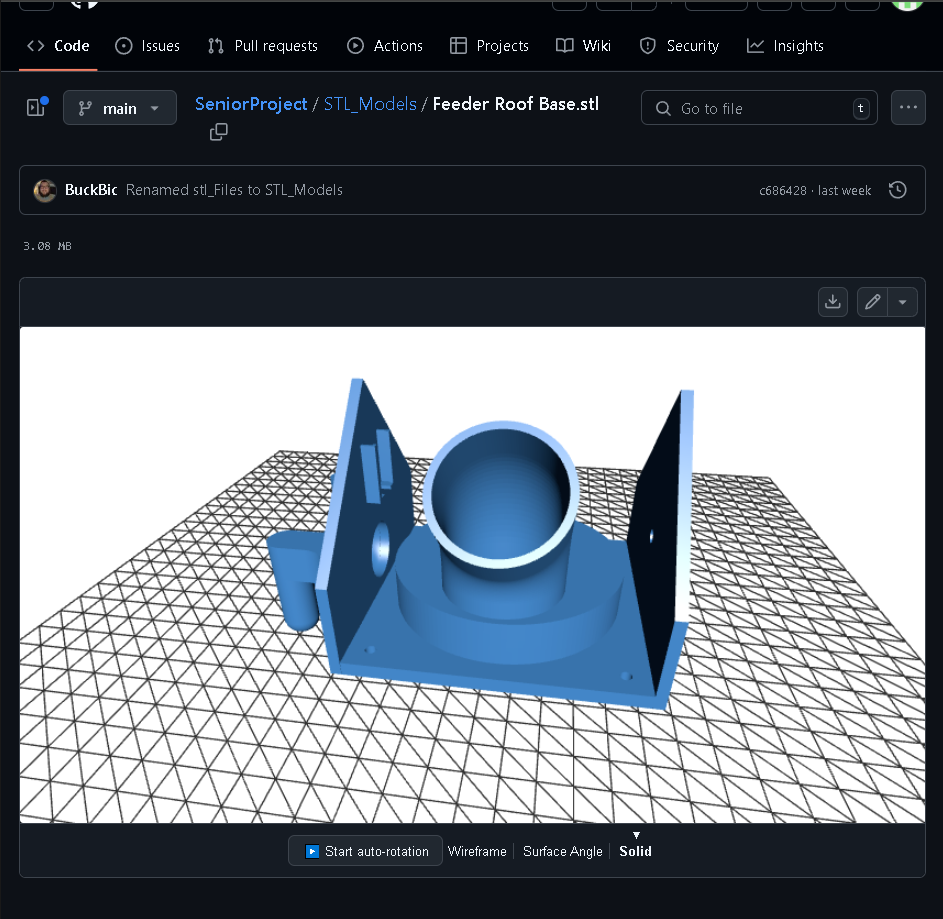 Code Issues Pull requests Actions Projects Wiki Security Insights
main SeniorProject / STL_Models / Feeder Roof Base.stl Go to file t
BuckBic Renamed stl_Files to STL_Models c686428 · last week
3.08 MB
Start auto-rotation Wireframe Surface Angle Solid